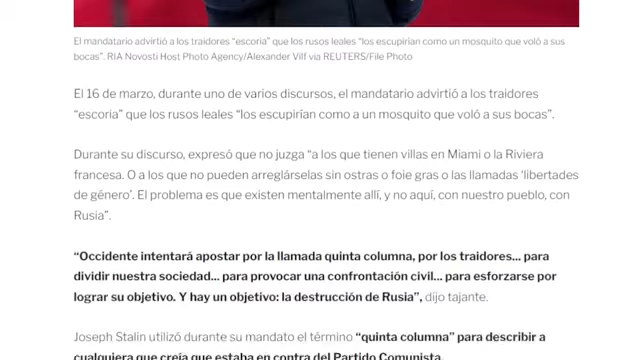 El mandatario advirtió a los traidores “escoria” que los rusos leales “los escupirían como un mosquito que voló a sus
bocas”. RIA Novosti Host Photo Agency/Alexander Vilf via REUTERS/File Photo
El 16 de marzo, durante uno de varios discursos, el mandatario advirtió a los traidores
“escoria” que los rusos leales “los escupirían como a un mosquito que voló a sus bocas”.
Durante su discurso, expresó que no juzga “a los que tienen villas en Miami o la Riviera
francesa. O a los que no pueden arreglárselas sin ostras o foie gras o las llamadas ‘libertades
de género’. El problema es que existen mentalmente allí, y no aquí, con nuestro pueblo, con
Rusia”.
“Occidente intentará apostar por la llamada quinta columna, por los traidores... para
dividir nuestra sociedad... para provocar una confrontación civil... para esforzarse por
lograr su objetivo. Y hay un objetivo: la destrucción de Rusia”, dijo tajante.
Joseph Stalin utilizó durante su mandato el término “quinta columna” para describir a
cualquiera que creía que estaba en contra del Partido Comunista.